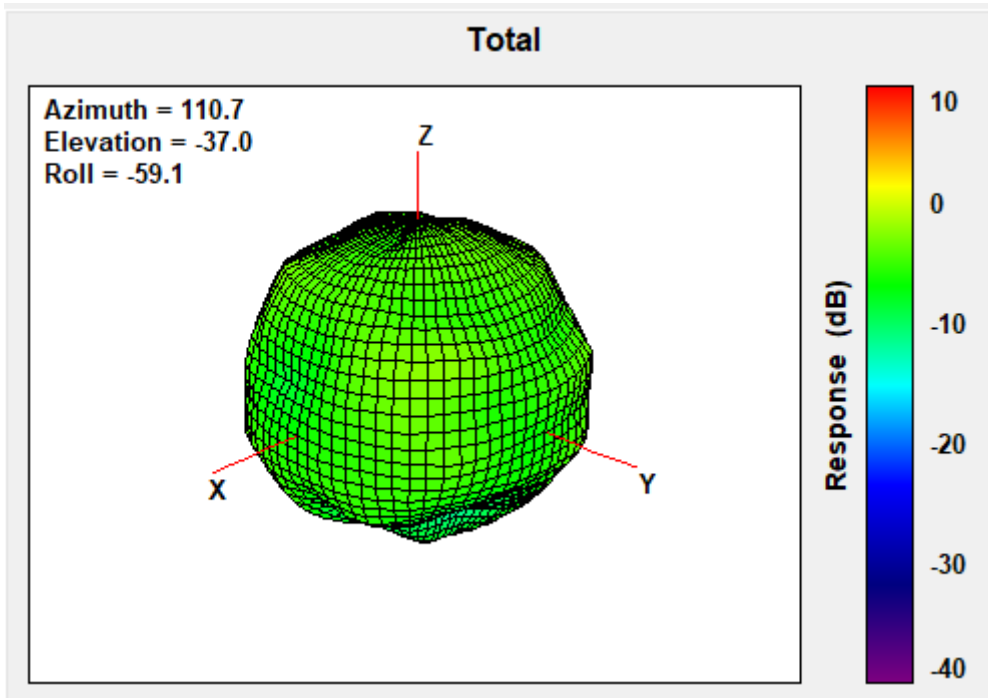 Total
Azimuth = 110.7
Elevation = -37.0
Roll = -59.1
Z
X
Y
Response (dB)
10
0
-10
-20
-30
-40